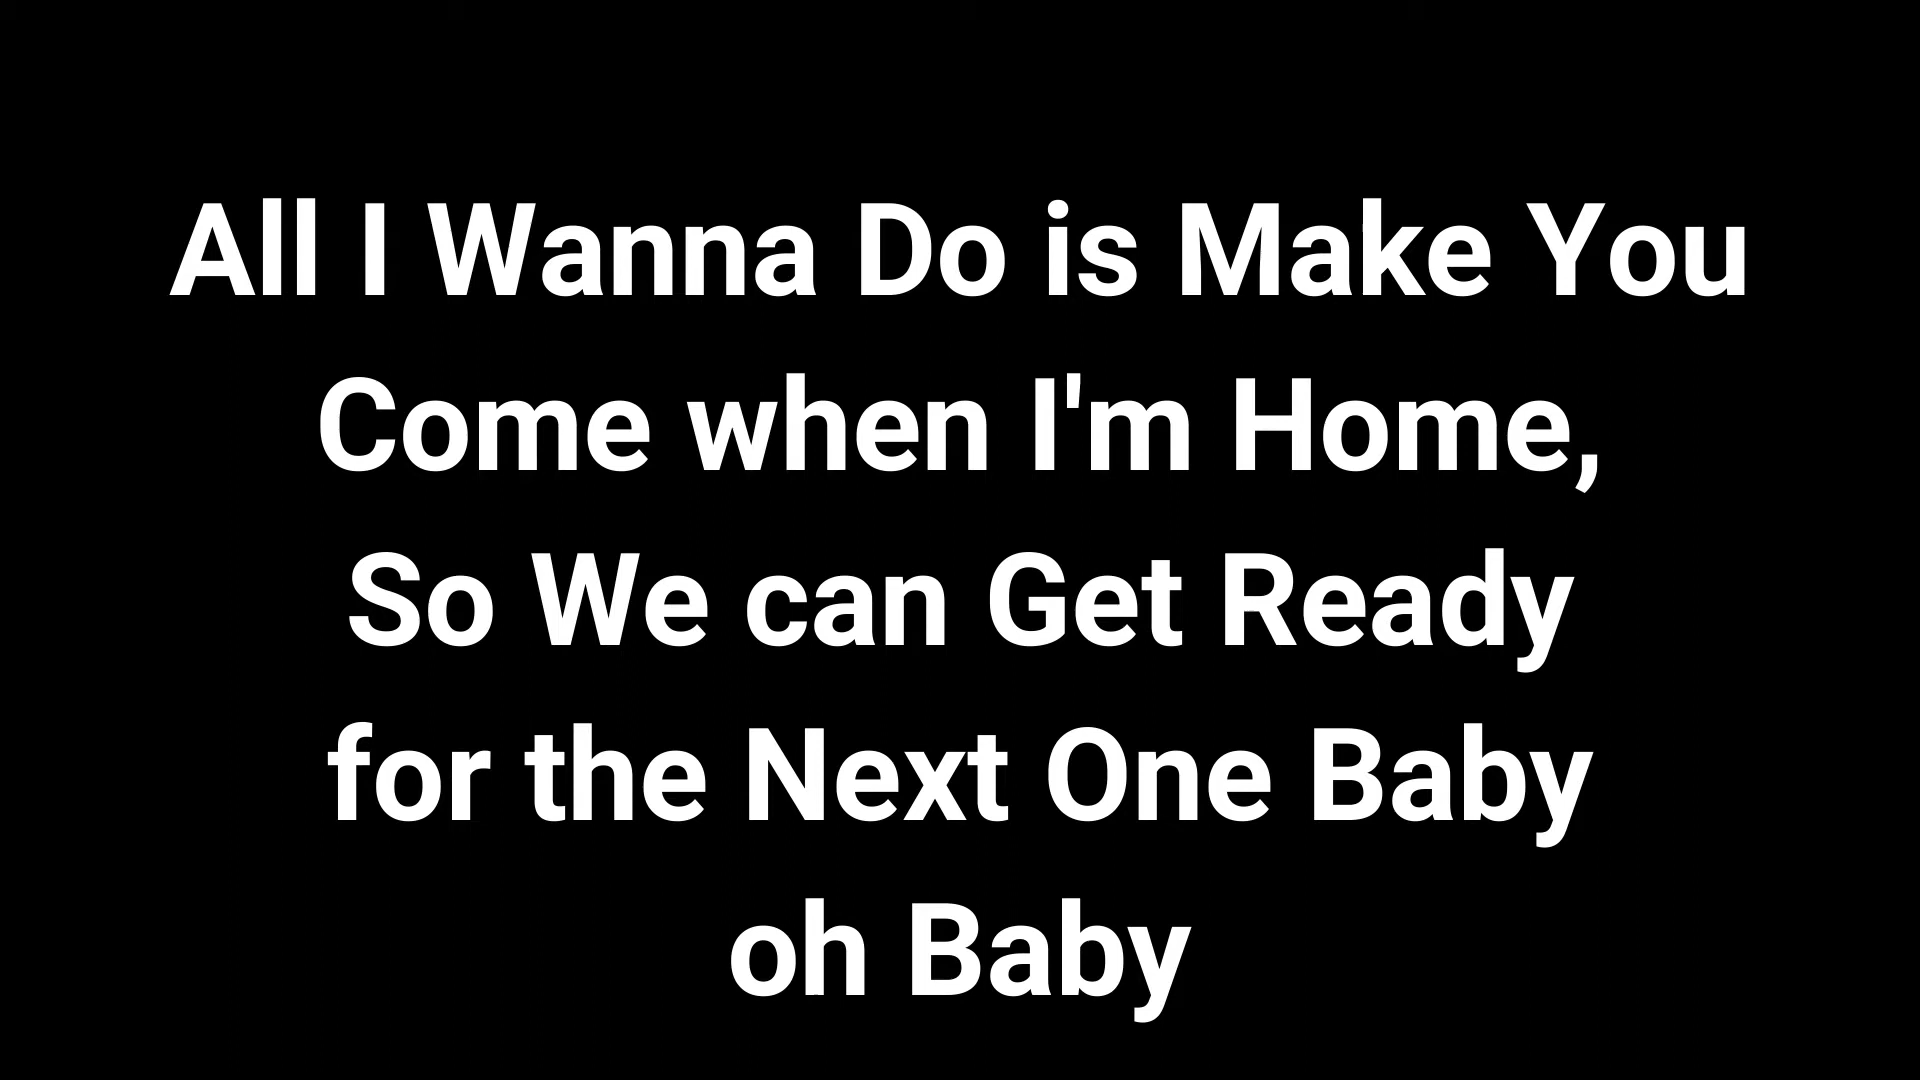 All I Wanna Do is Make You
Come when I'm Home,
So We can Get Ready
for the Next One Baby
oh Baby